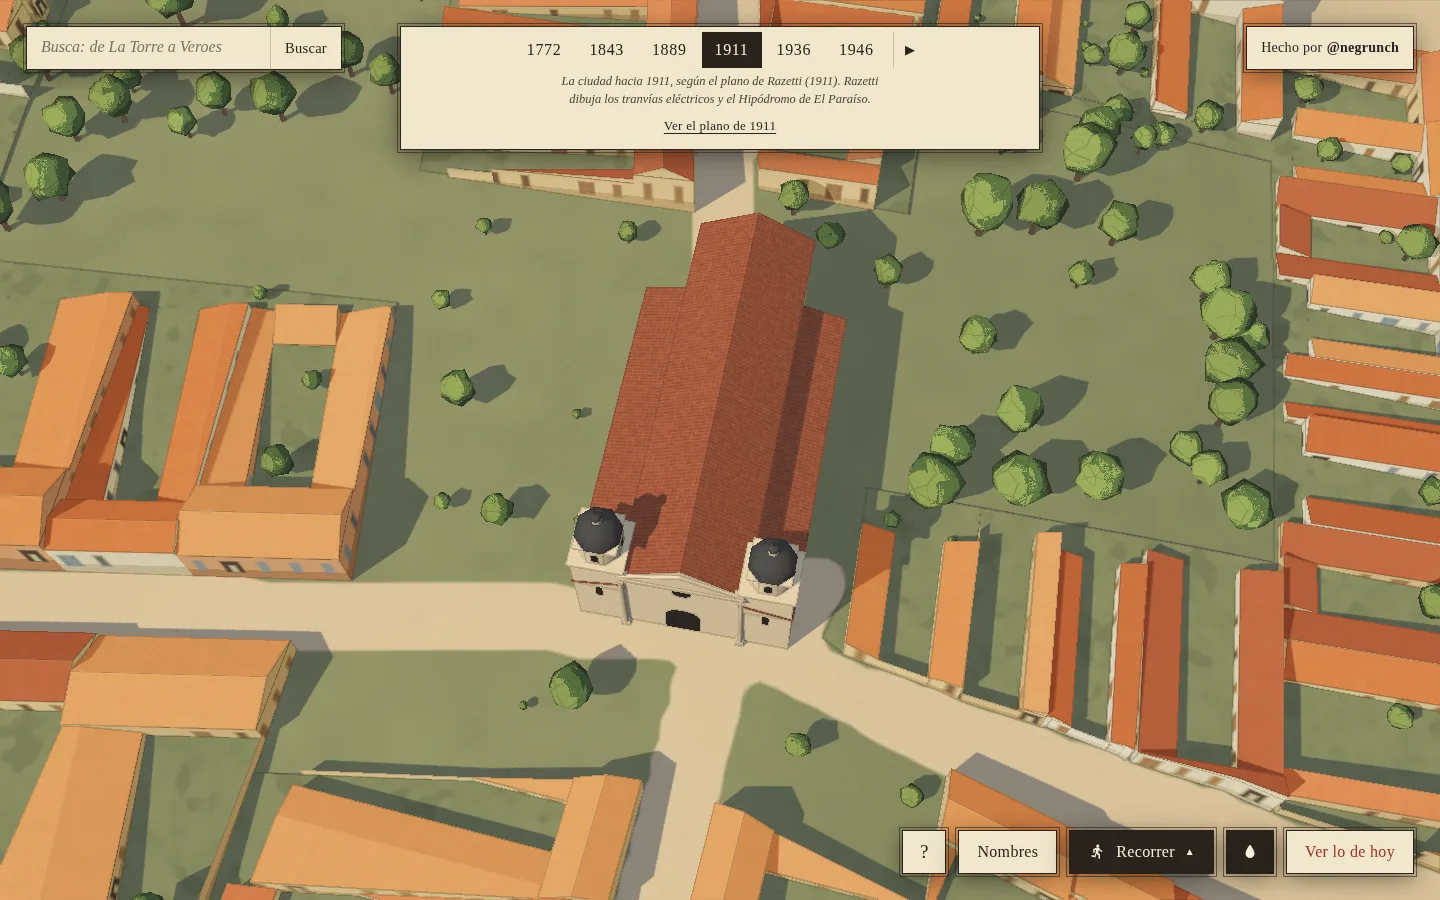 Busca: de La Torre a Veroes
Buscar
1772 1843 1889 1911 1936 1946
La ciudad hacia 1911, según el plano de Razetti (1911). Razetti
dibuja los tranvías eléctricos y el Hipódromo de El Paraíso.
Ver el plano de 1911
Hecho por @negrunch
?
Nombres
Recorrer
Ver lo de hoy